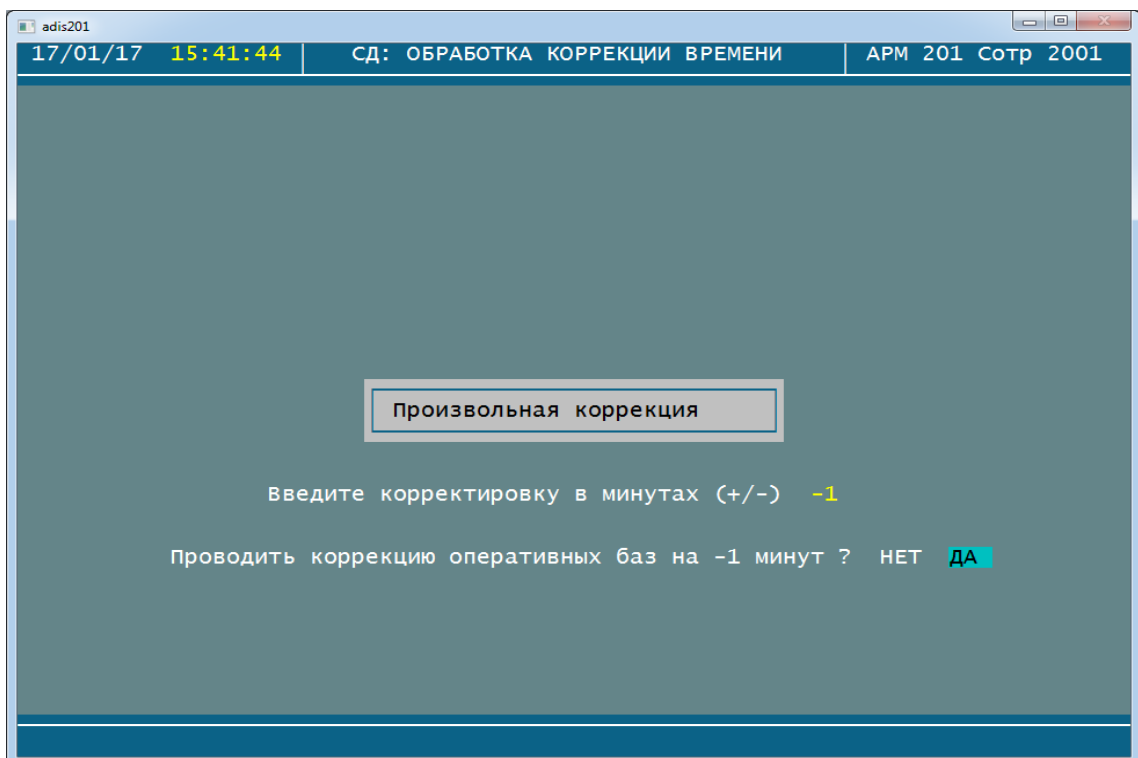 adis201
17/01/17 15:41:44 СД: ОБРАБОТКА КОРРЕКЦИИ ВРЕМЕНИ АРМ 201 Сотр 2001
Произвольная коррекция
Введите корректировку в минутах (+/-) -1
Проводить коррекцию оперативных баз на -1 минут ? НЕТ ДА